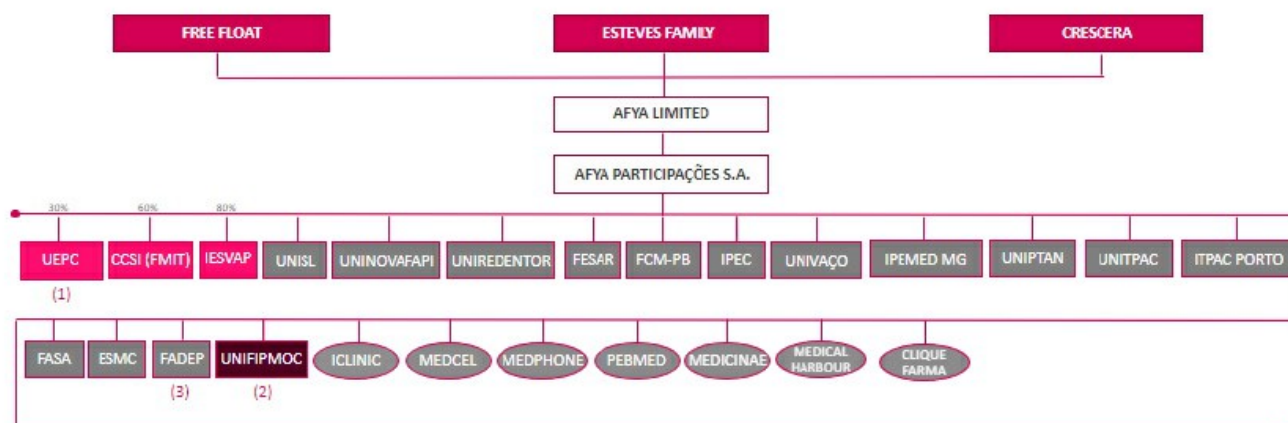 FREE FLOAT
ESTEVES FAMILY
CRESCERA
AFYA LIMITED
AFYA PARTICIPAÇÕES S.A.
30%
60%
80%
UEPC
CCSI (FMIT)
IESVAP
UNISL
UNINOVAFAPI
UNIREDENTOR
FESAR
FCM-PB
IPEC
UNIVAÇO
IPEMED MG
UNIPTAN
UNITPAC
ITPAC PORTO
(1)
FASA
ESMC
FADEP
UNIFIPMOC
ICLINIC
MEDCEL
MEDPHONE
PEBMED
MEDICINAE
MEDICAL
HARBOUR
CLIQUE
FARMA
(3)
(2)